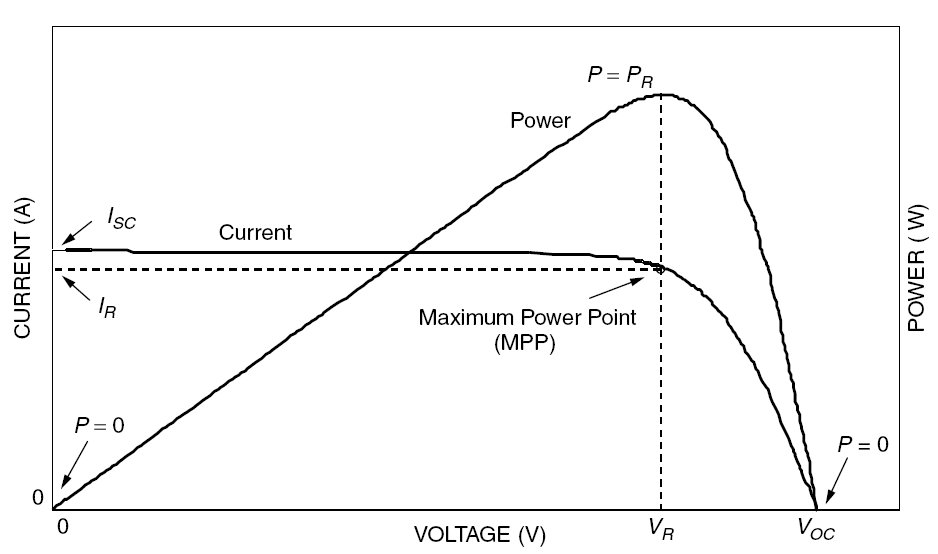 P = P_R
Power
I_SC
Current
I_R
Maximum Power Point
(MPP)
P = 0
P = 0
0
0
VOLTAGE (V)
V_R
V_OC
CURRENT (A)
POWER ( W)